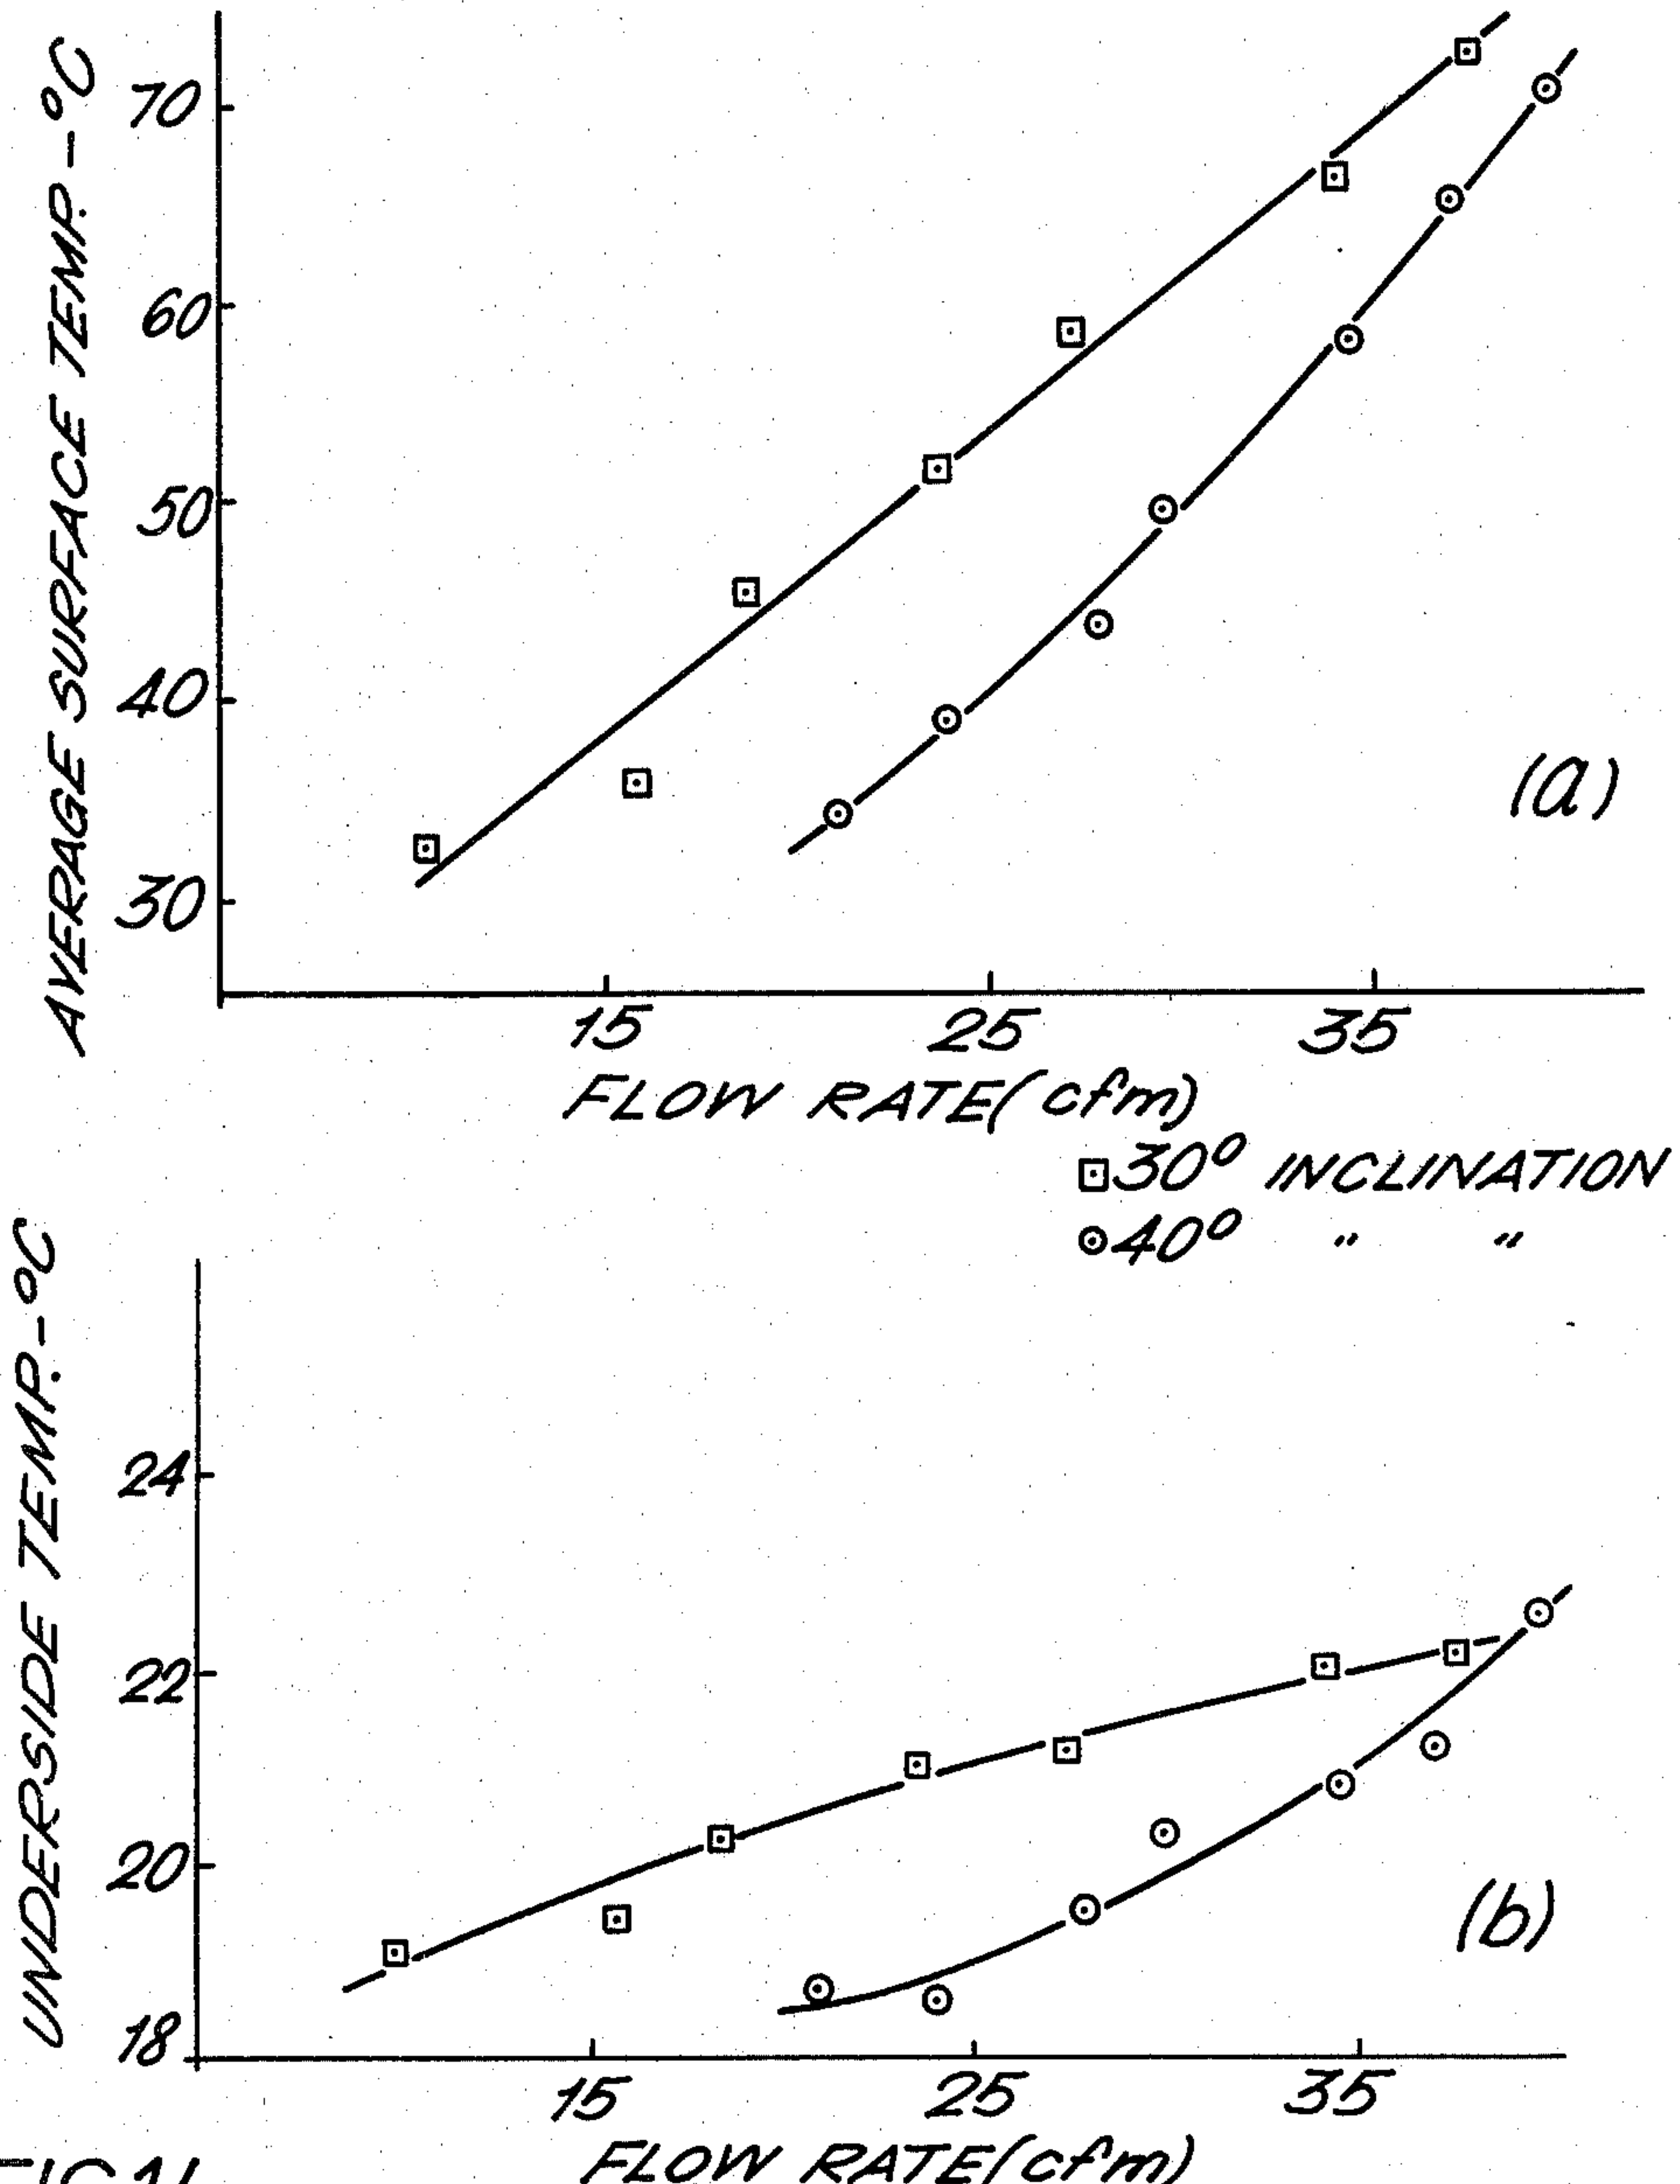 AVERAGE SURFACE TEMP.-°C
70
60
50
40
30
15 25 35
FLOW RATE (cfm)
(a)
30° INCLINATION
40° " "
UNDERSIDE TEMP.-°C
24
22
20
18
15 25 35
FLOW RATE (cfm)
(b)